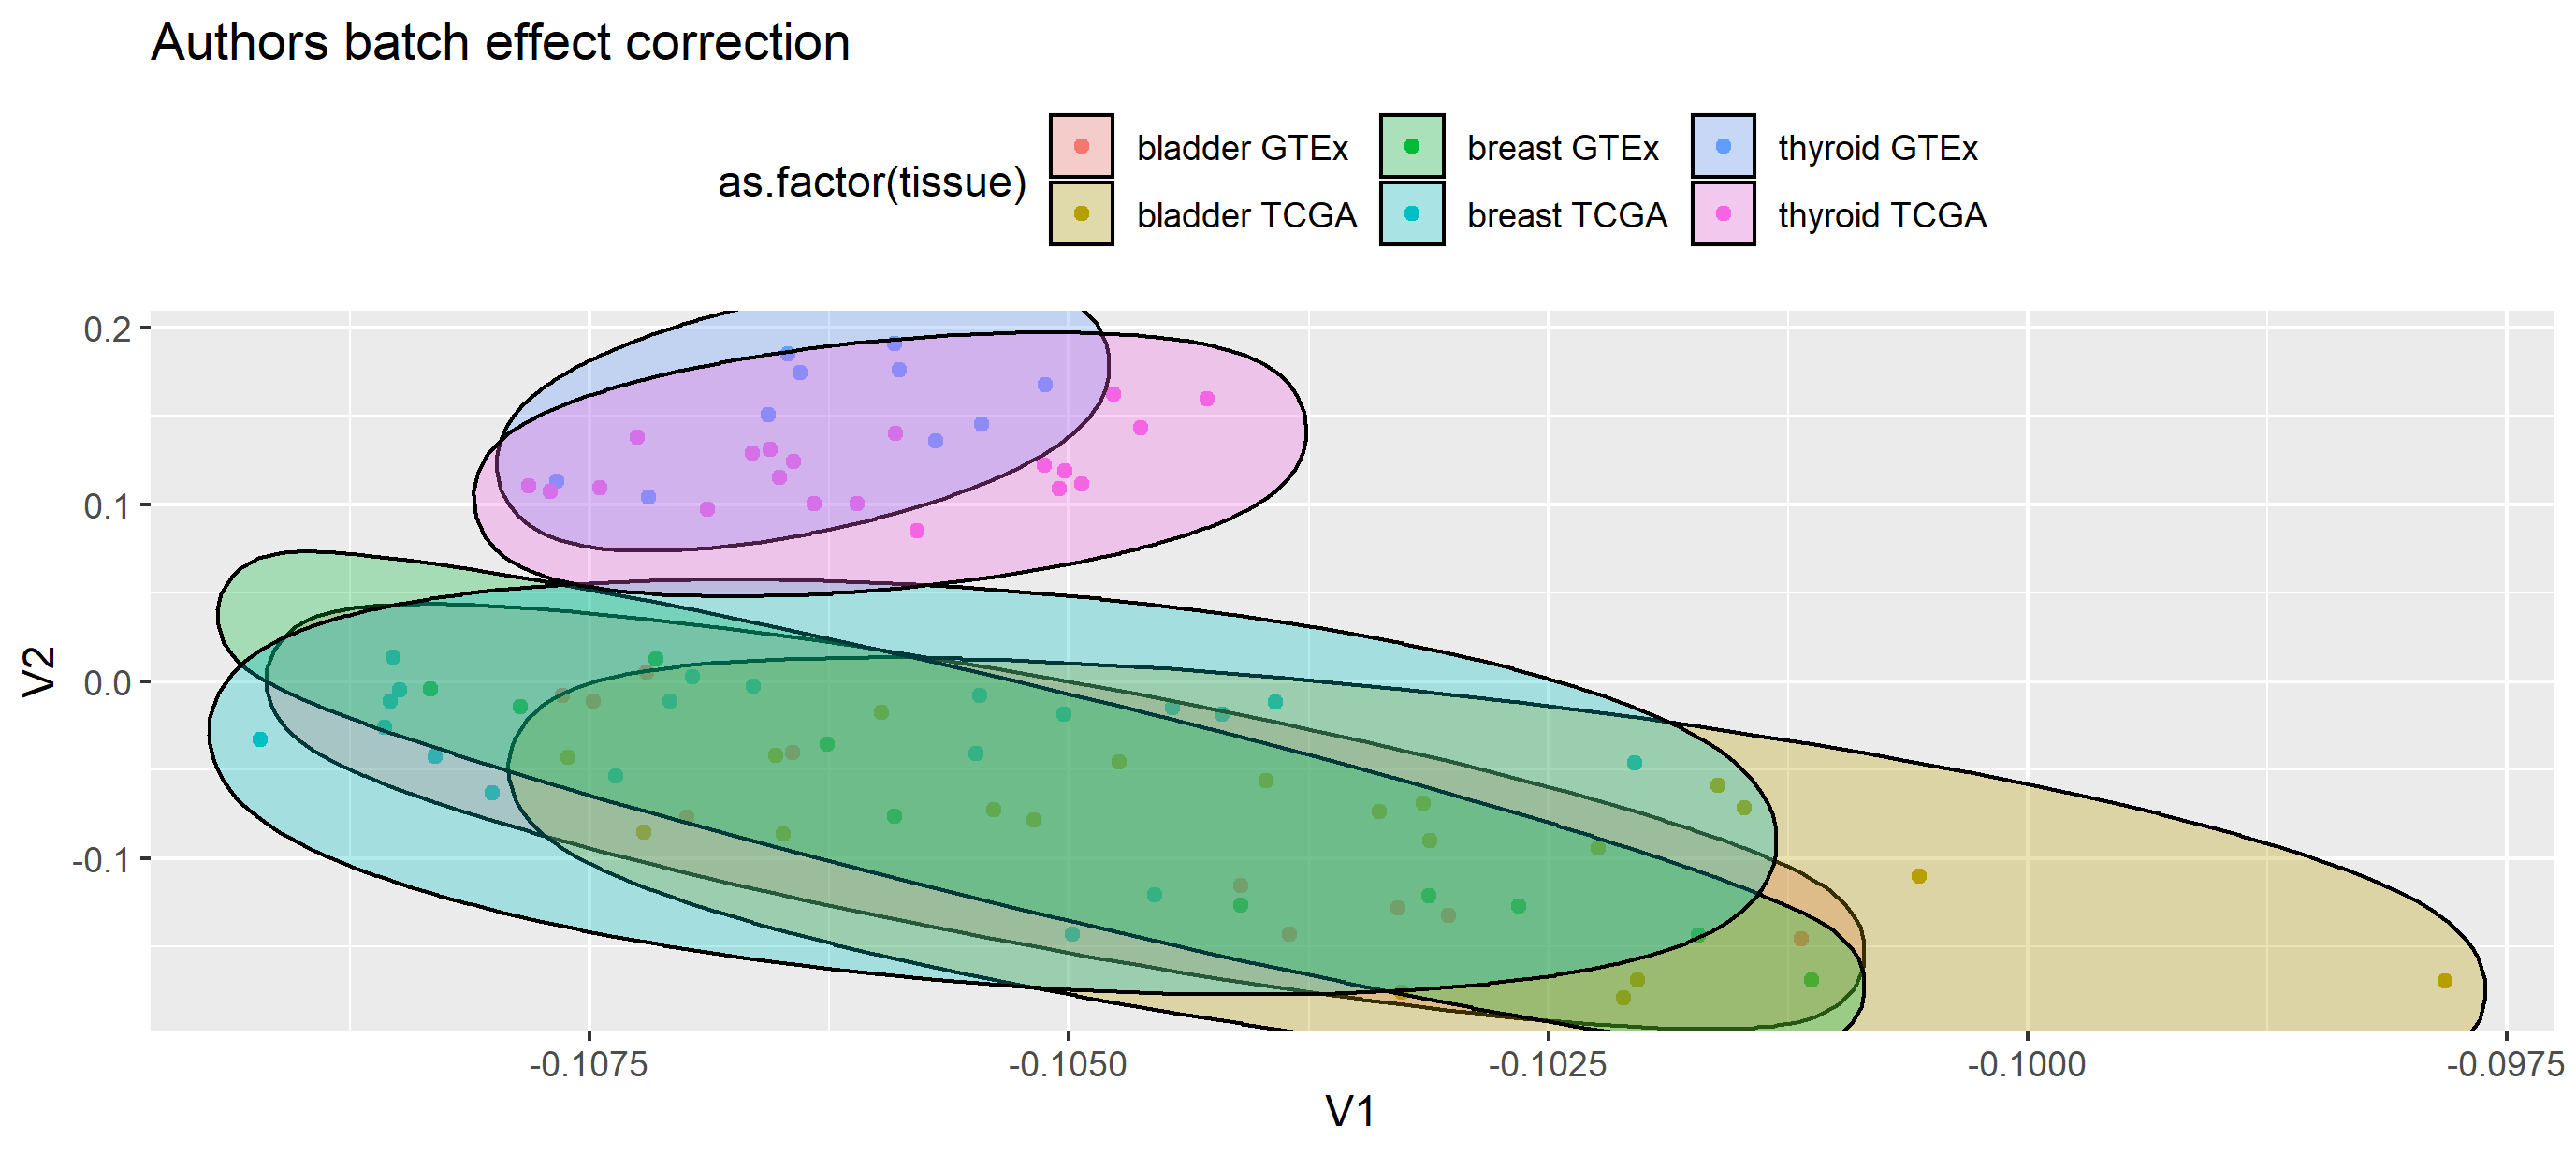 Authors batch effect correction
as.factor(tissue)
bladder GTEx
breast GTEx
thyroid GTEx
bladder TCGA
breast TCGA
thyroid TCGA
V2
0.2
0.1
0.0
-0.1
-0.1075
-0.1050
-0.1025
-0.1000
-0.0975
V1